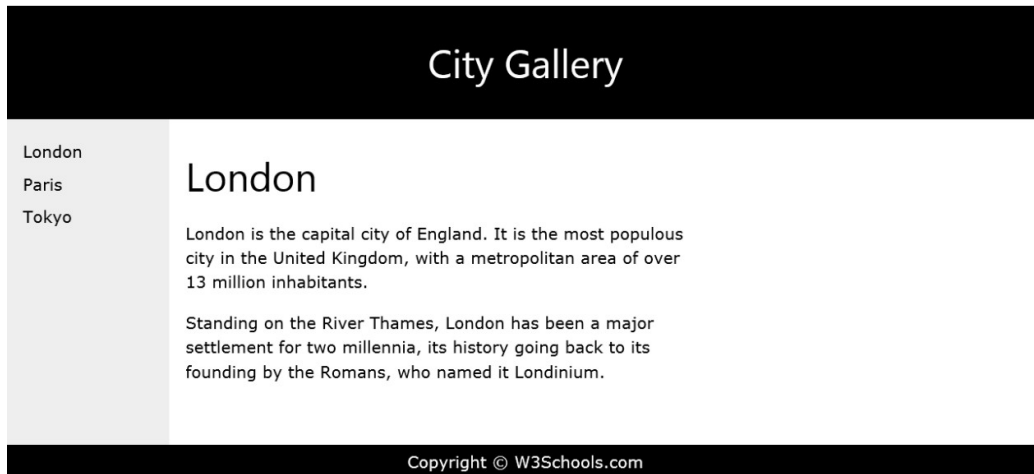 City Gallery
London
Paris
Tokyo
London
London is the capital city of England. It is the most populous
city in the United Kingdom, with a metropolitan area of over
13 million inhabitants.
Standing on the River Thames, London has been a major
settlement for two millennia, its history going back to its
founding by the Romans, who named it Londinium.
Copyright © W3Schools.com